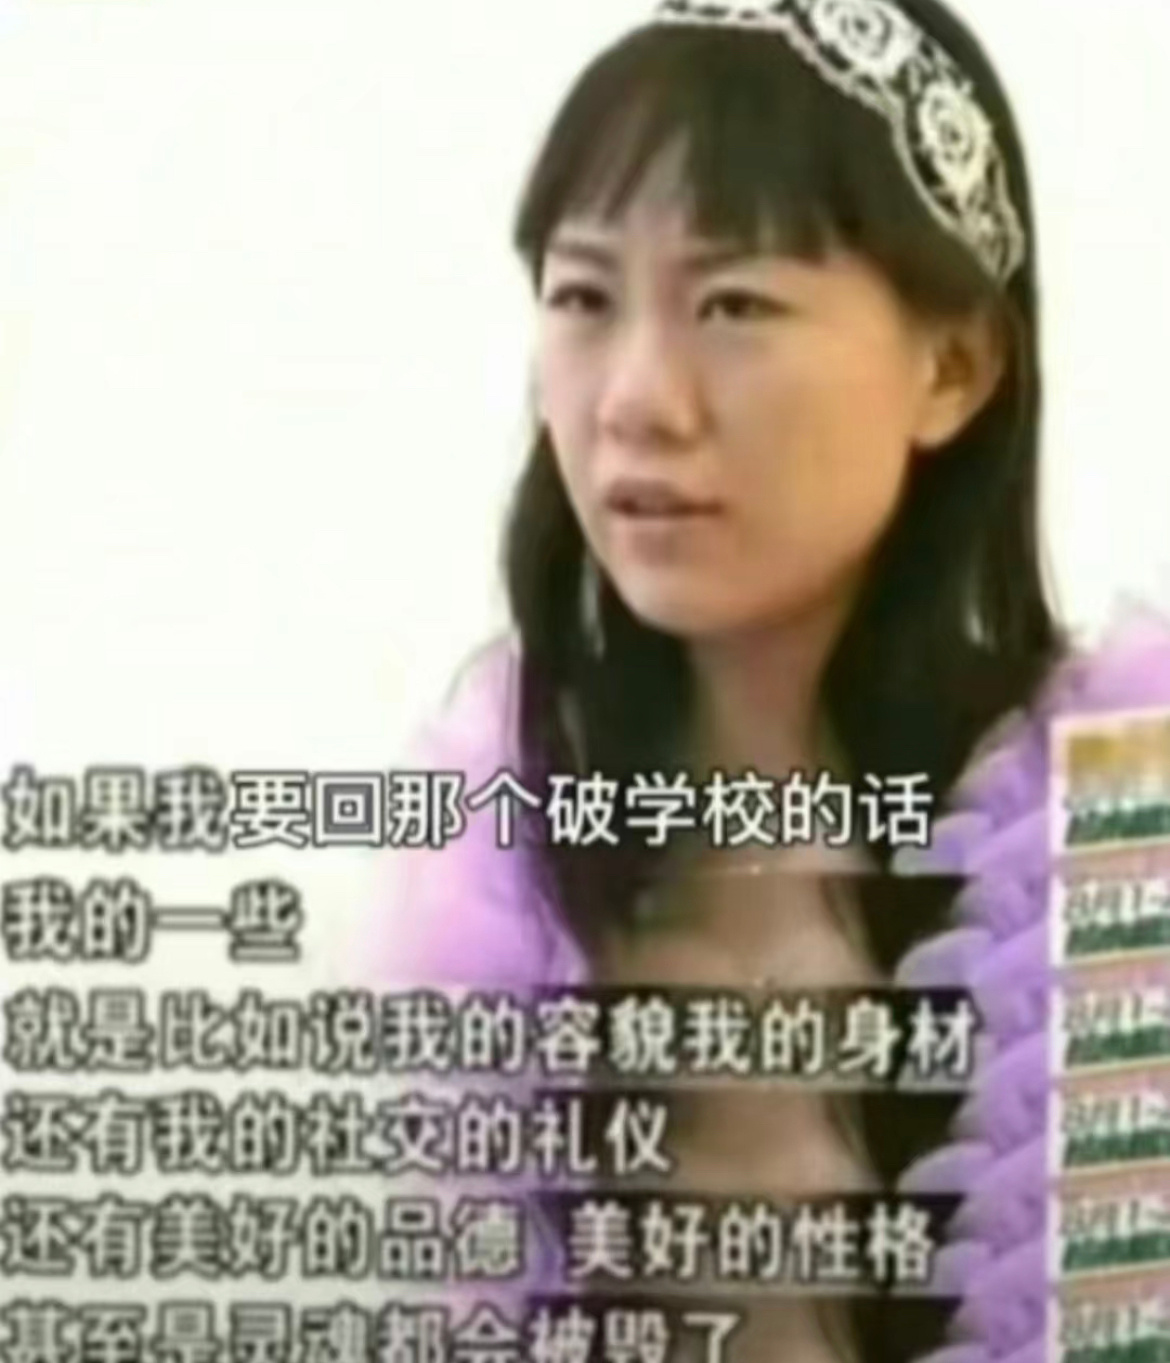 如果我要回那个破学校的话
我的一些
就是比如说我的容貌我的身材
还有我的社交的礼仪
还有美好的品德 美好的性格
甚至是灵魂都会被毁了